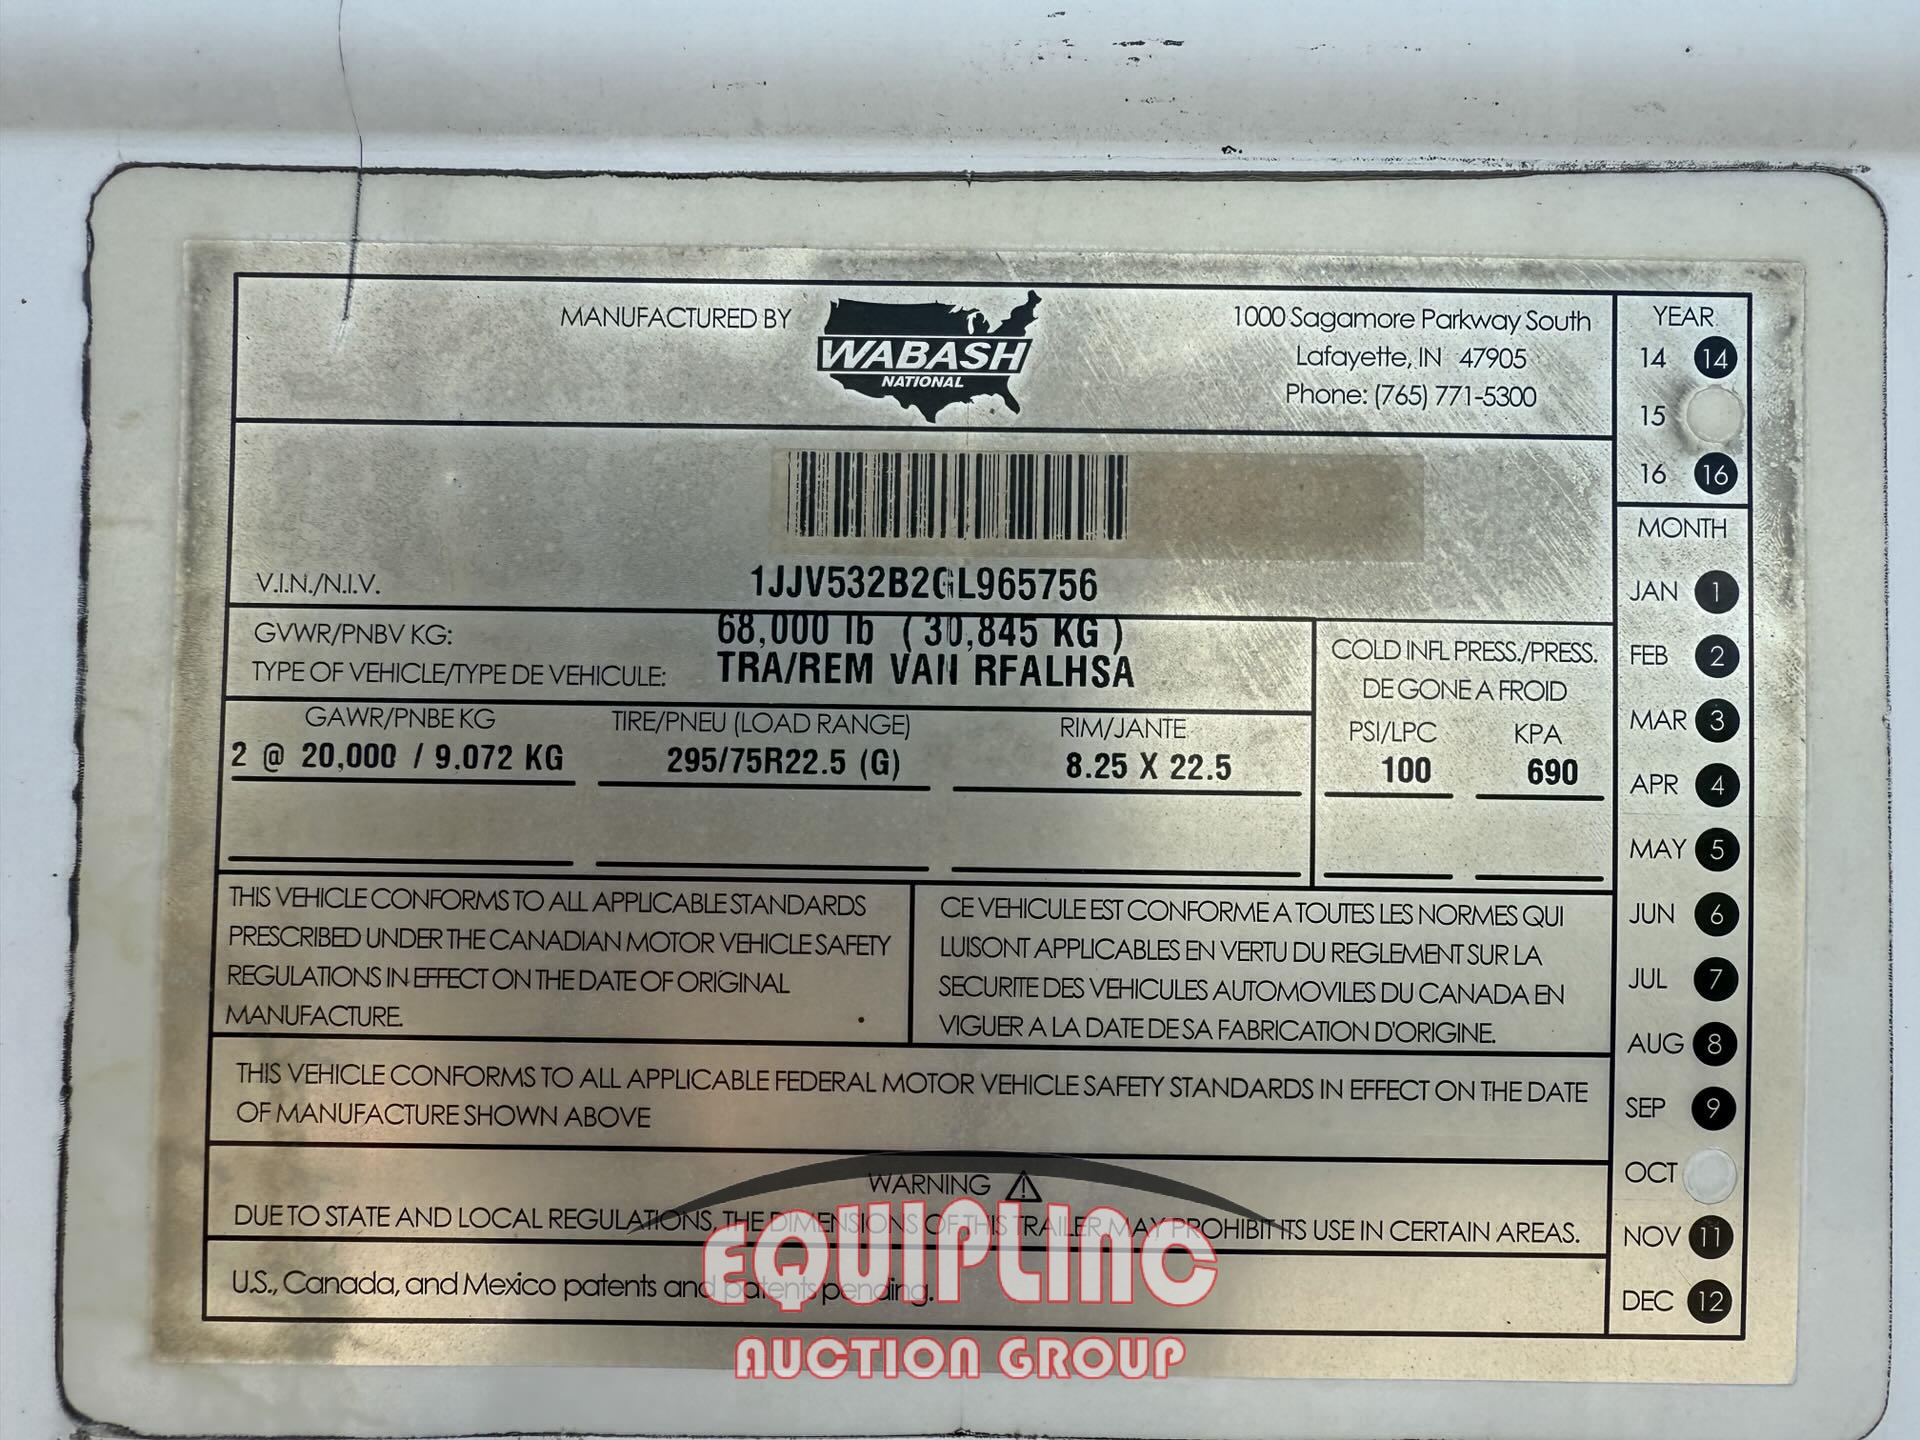 MANUFACTURED BY
WABASH
NATIONAL
1000 Sagamore Parkway South
Lafayette, IN 47905
Phone: (765) 771-5300
YEAR
14 14
15
16 16
V.I.N./N.I.V.
1JJV532B2GL965756
GVWR/PNBV KG:
68,000 lb (30,845 KG)
TYPE OF VEHICLE/TYPE DE VEHICULE:
TRA/REM VAN RFALHSA
COLD INFL PRESS./PRESS.
DE GONE A FROID
GAWR/PNBE KG
TIRE/PNEU (LOAD RANGE)
RIM/JANTE
PSI/LPC
KPA
2 @ 20,000 / 9.072 KG
295/75R22.5 (G)
8.25 X 22.5
100
690
THIS VEHICLE CONFORMS TO ALL APPLICABLE STANDARDS
PRESCRIBED UNDER THE CANADIAN MOTOR VEHICLE SAFETY
REGULATIONS IN EFFECT ON THE DATE OF ORIGINAL
MANUFACTURE.
CE VEHICULE EST CONFORME A TOUTES LES NORMES QUI
LUISONT APPLICABLES EN VERTU DU REGLEMENT SUR LA
SECURITE DES VEHICULES AUTOMOVILES DU CANADA EN
VIGUER A LA DATE DE SA FABRICATION D'ORIGINE.
THIS VEHICLE CONFORMS TO ALL APPLICABLE FEDERAL MOTOR VEHICLE SAFETY STANDARDS IN EFFECT ON THE DATE
OF MANUFACTURE SHOWN ABOVE
WARNING
DUE TO STATE AND LOCAL REGULATIONS, THE DIMENSIONS OF THIS TRAILER MAY PROHIBIT ITS USE IN CERTAIN AREAS.
U.S., Canada, and Mexico patents and patents pending.
MONTH
JAN 1
FEB 2
MAR 3
APR 4
MAY 5
JUN 6
JUL 7
AUG 8
SEP 9
OCT
NOV 11
DEC 12
EQUIPLINC
AUCTION GROUP